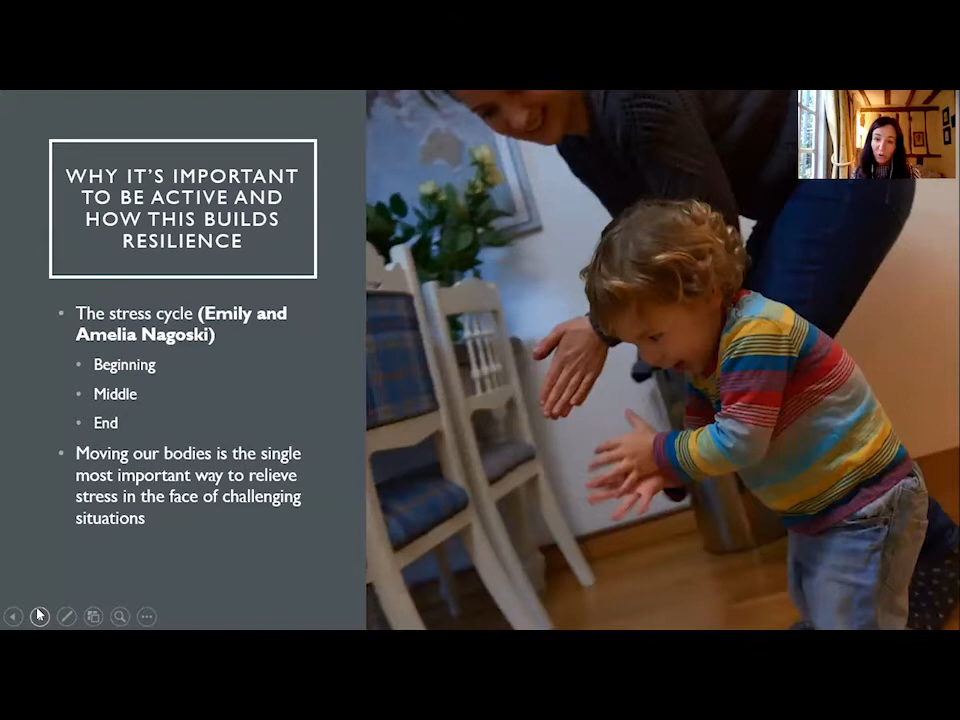 WHY IT'S IMPORTANT
TO BE ACTIVE AND
HOW THIS BUILDS
RESILIENCE
• The stress cycle (Emily and
Amelia Nagoski)
• Beginning
• Middle
• End
• Moving our bodies is the single
most important way to relieve
stress in the face of challenging
situations